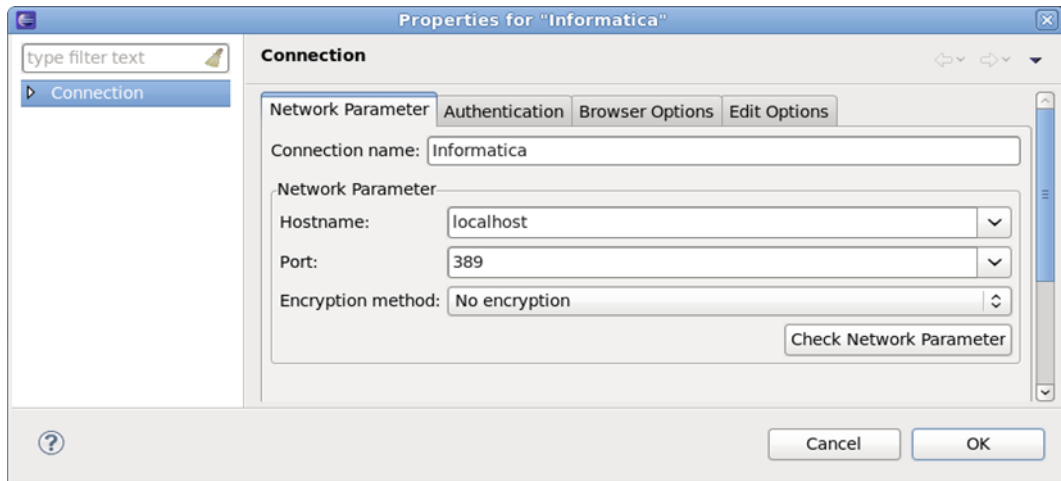 Properties for "Informatica"
type filter text
Connection
Connection
Network Parameter Authentication Browser Options Edit Options
Connection name: Informatica
Network Parameter
Hostname: localhost
Port: 389
Encryption method: No encryption
Check Network Parameter
Cancel OK